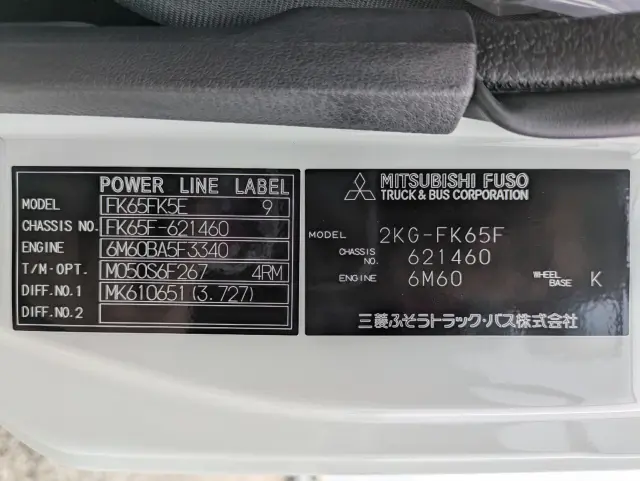 POWER LINE LABEL
MODEL FK65FK5E 9
CHASSIS NO. FK65F-621460
ENGINE 6M60BA5F3340
T/M-OPT. M050S6F267 4RM
DIFF.NO.1 MK610651(3.727)
DIFF.NO.2
MITSUBISHI FUSO
TRUCK & BUS CORPORATION
MODEL 2KG-FK65F
CHASSIS NO. 621460
ENGINE 6M60 WHEEL BASE K
三菱ふそうトラック・バス株式会社